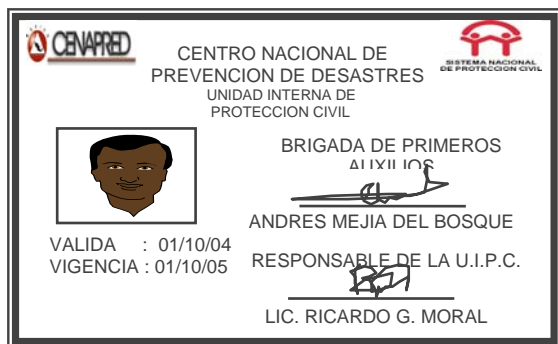 CENAPRED
CENTRO NACIONAL DE
PREVENCION DE DESASTRES
UNIDAD INTERNA DE
PROTECCION CIVIL
SISTEMA NACIONAL
DE PROTECCION CIVIL
BRIGADA DE PRIMEROS
AUXILIOS
ANDRES MEJIA DEL BOSQUE
VALIDA : 01/10/04
VIGENCIA : 01/10/05
RESPONSABLE DE LA U.I.P.C.
LIC. RICARDO G. MORAL